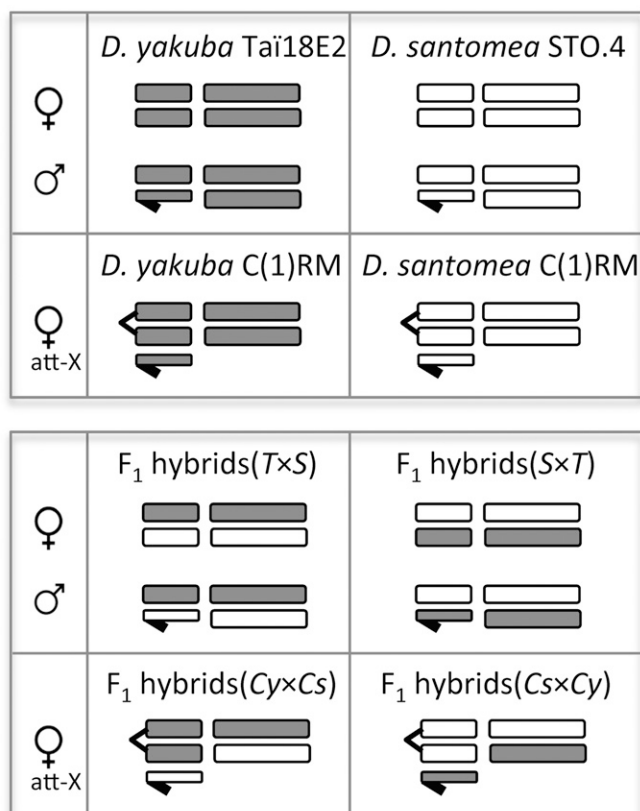 D. yakuba Taï18E2 D. santomea STO.4
♀
♂
D. yakuba C(1)RM D. santomea C(1)RM
♀
att-X
F₁ hybrids(T×S) F₁ hybrids(S×T)
♀
♂
F₁ hybrids(Cy×Cs) F₁ hybrids(Cs×Cy)
♀
att-X